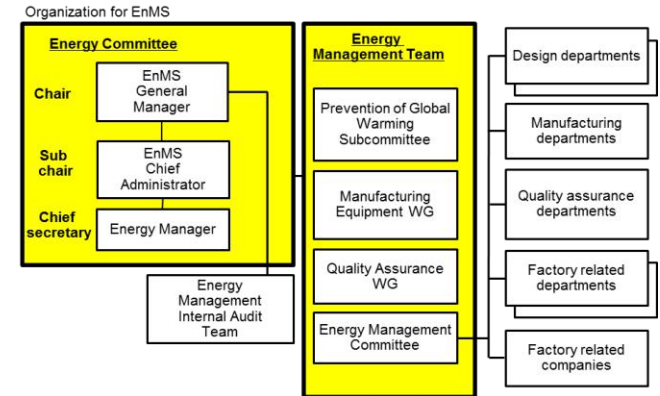 Organization for EnMS
Energy Committee
Chair
EnMS
General
Manager
Sub
chair
EnMS
Chief
Administrator
Chief
secretary
Energy Manager
Energy
Management
Internal Audit
Team
Energy
Management Team
Prevention of Global
Warming
Subcommittee
Manufacturing
Equipment WG
Quality Assurance
WG
Energy Management
Committee
Design departments
Manufacturing
departments
Quality assurance
departments
Factory related
departments
Factory related
companies